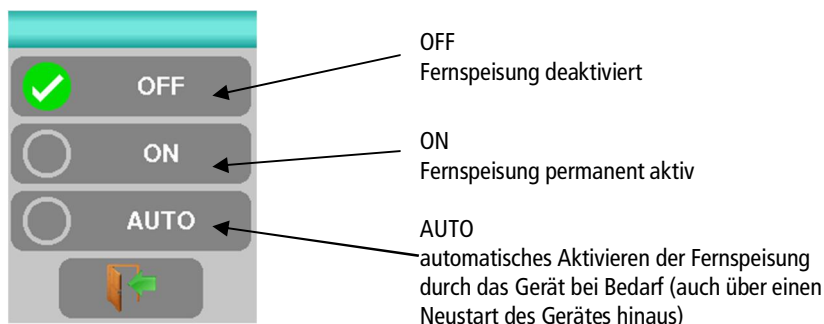 OFF
ON
AUTO
OFF
Fernspeisung deaktiviert
ON
Fernspeisung permanent aktiv
AUTO
automatisches Aktivieren der Fernspeisung
durch das Gerät bei Bedarf (auch über einen
Neustart des Gerätes hinaus)